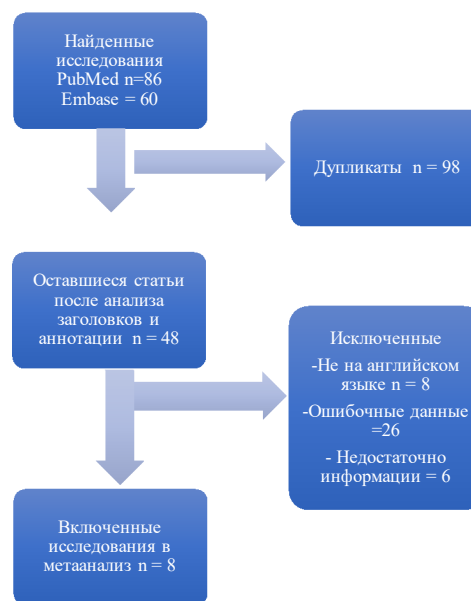 Найденные
исследования
PubMed n=86
Embase = 60
Дупликаты n = 98
Оставшиеся статьи
после анализа
заголовков и
аннотации n = 48
Исключенные
-Не на английском
языке n = 8
-Ошибочные данные
=26
- Недостаточно
информации = 6
Включенные
исследования в
метаанализ n = 8